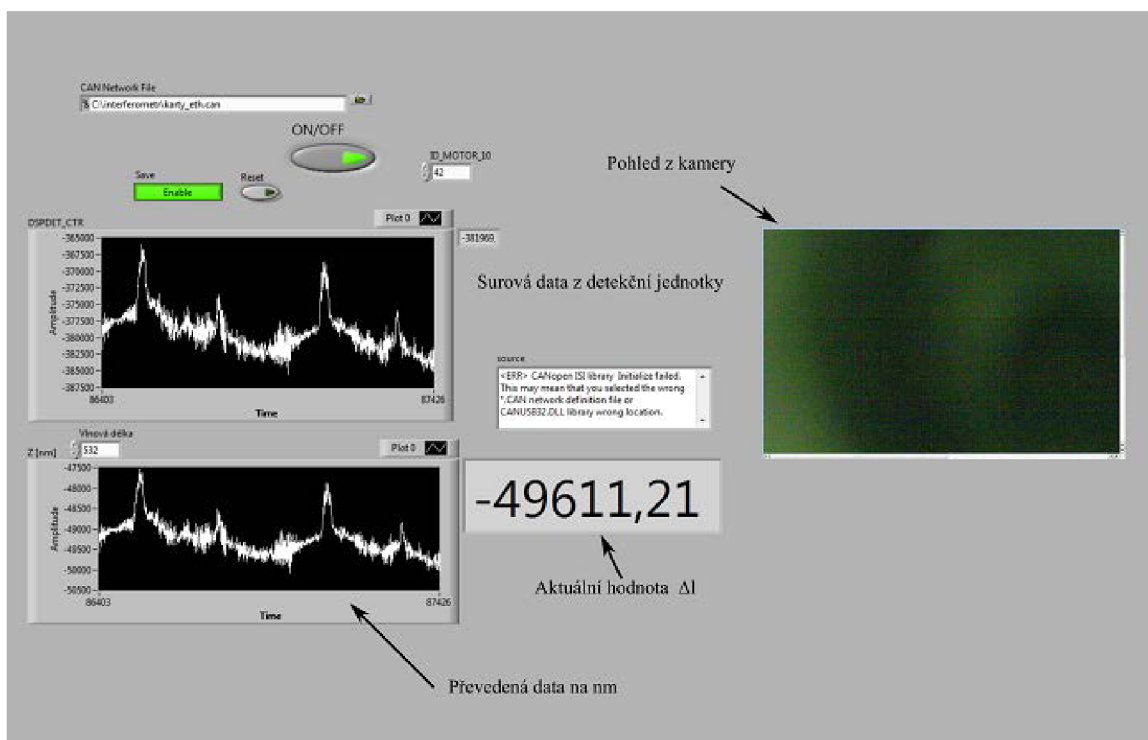 CAN Network File
C:\interferometr\karty_eth.can
ON/OFF
ID_MOTOR_10
42
Save
Enable
Reset
Pohled z kamery
DSPDET_CTR
Plot 0
-381969,
-365000
-367500
-370000
-372500
-375000
-377500
-380000
-382500
-385000
-387500
Amplitude
86403
87426
Time
Surová data z detekční jednotky
source
<ERR> CANopen ISI library Initialize failed.
This may mean that you selected the wrong
*.CAN network definition file or
CANUSB32.DLL library wrong location.
Vlnová délka
532
Z [nm]
Plot 0
-47500
-48000
-48500
-49000
-49500
-50000
-50500
Amplitude
86403
87426
Time
-49611,21
Aktuální hodnota Δl
Převedená data na nm